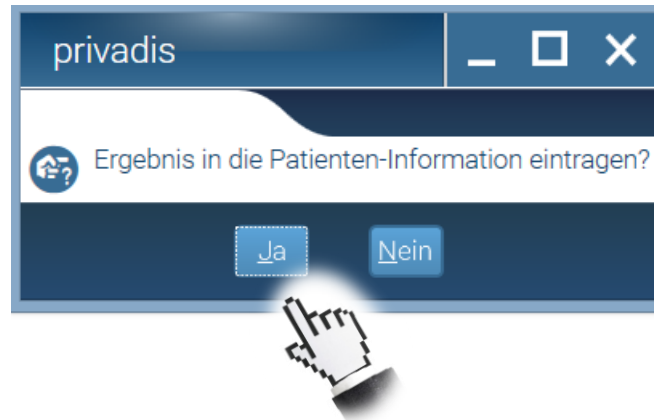 privadis
Ergebnis in die Patienten-Information eintragen?
Ja
Nein